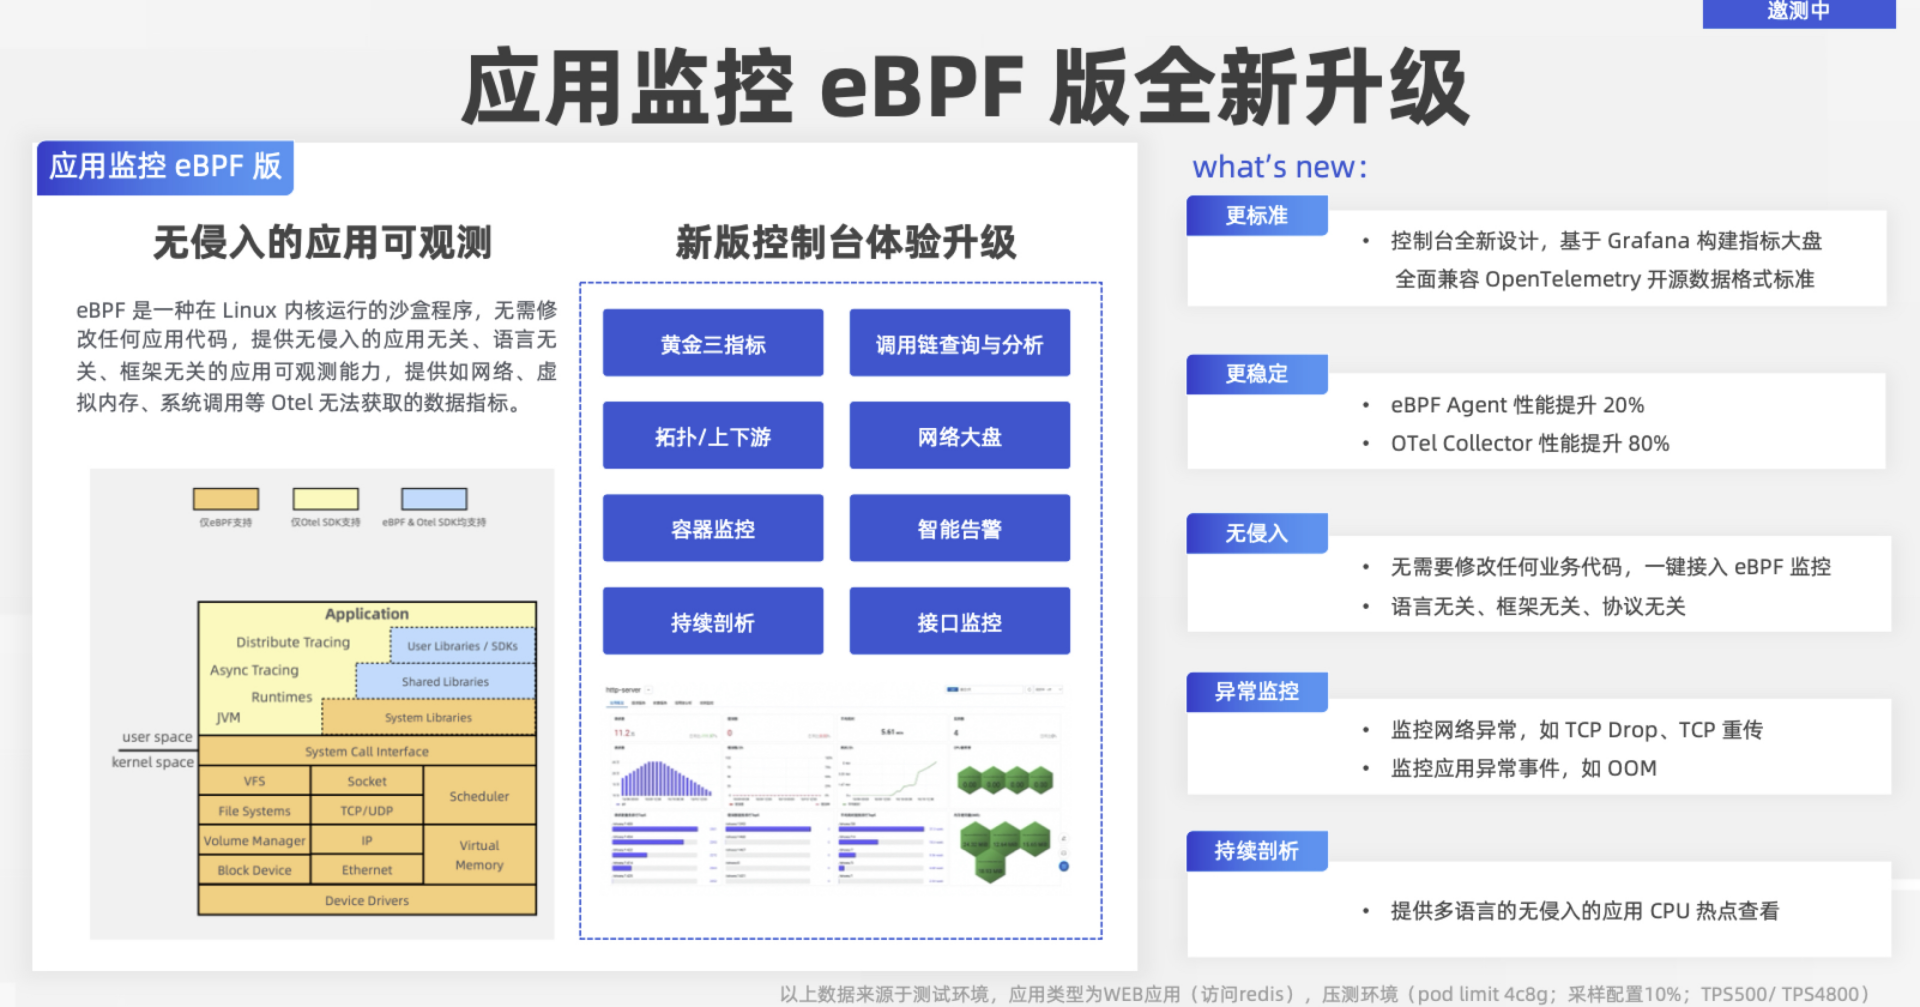 邀测中
应用监控 eBPF 版全新升级
应用监控 eBPF 版
无侵入的应用可观测
eBPF 是一种在 Linux 内核运行的沙盒程序，无需修
改任何应用代码，提供无侵入的应用无关、语言无
关、框架无关的应用可观测能力，提供如网络、虚
拟内存、系统调用等 Otel 无法获取的数据指标。
仅eBPF支持
仅Otel SDK支持
eBPF & Otel SDK均支持
Application
Distribute Tracing
User Libraries / SDKs
Async Tracing
Shared Libraries
Runtimes
JVM
System Libraries
user space
kernel space
System Call Interface
VFS
Socket
Scheduler
File Systems
TCP/UDP
Volume Manager
IP
Virtual
Memory
Block Device
Ethernet
Device Drivers
新版控制台体验升级
黄金三指标
调用链查询与分析
拓扑/上下游
网络大盘
容器监控
智能告警
持续剖析
接口监控
http-server
11.2
0
5.61
4
what's new：
更标准
• 控制台全新设计，基于 Grafana 构建指标大盘
全面兼容 OpenTelemetry 开源数据格式标准
更稳定
• eBPF Agent 性能提升 20%
• OTel Collector 性能提升 80%
无侵入
• 无需要修改任何业务代码，一键接入 eBPF 监控
• 语言无关、框架无关、协议无关
异常监控
• 监控网络异常，如 TCP Drop、TCP 重传
• 监控应用异常事件，如 OOM
持续剖析
• 提供多语言的无侵入的应用 CPU 热点查看
以上数据来源于测试环境，应用类型为WEB应用（访问redis），压测环境（pod limit 4c8g；采样配置10%；TPS500/ TPS4800）